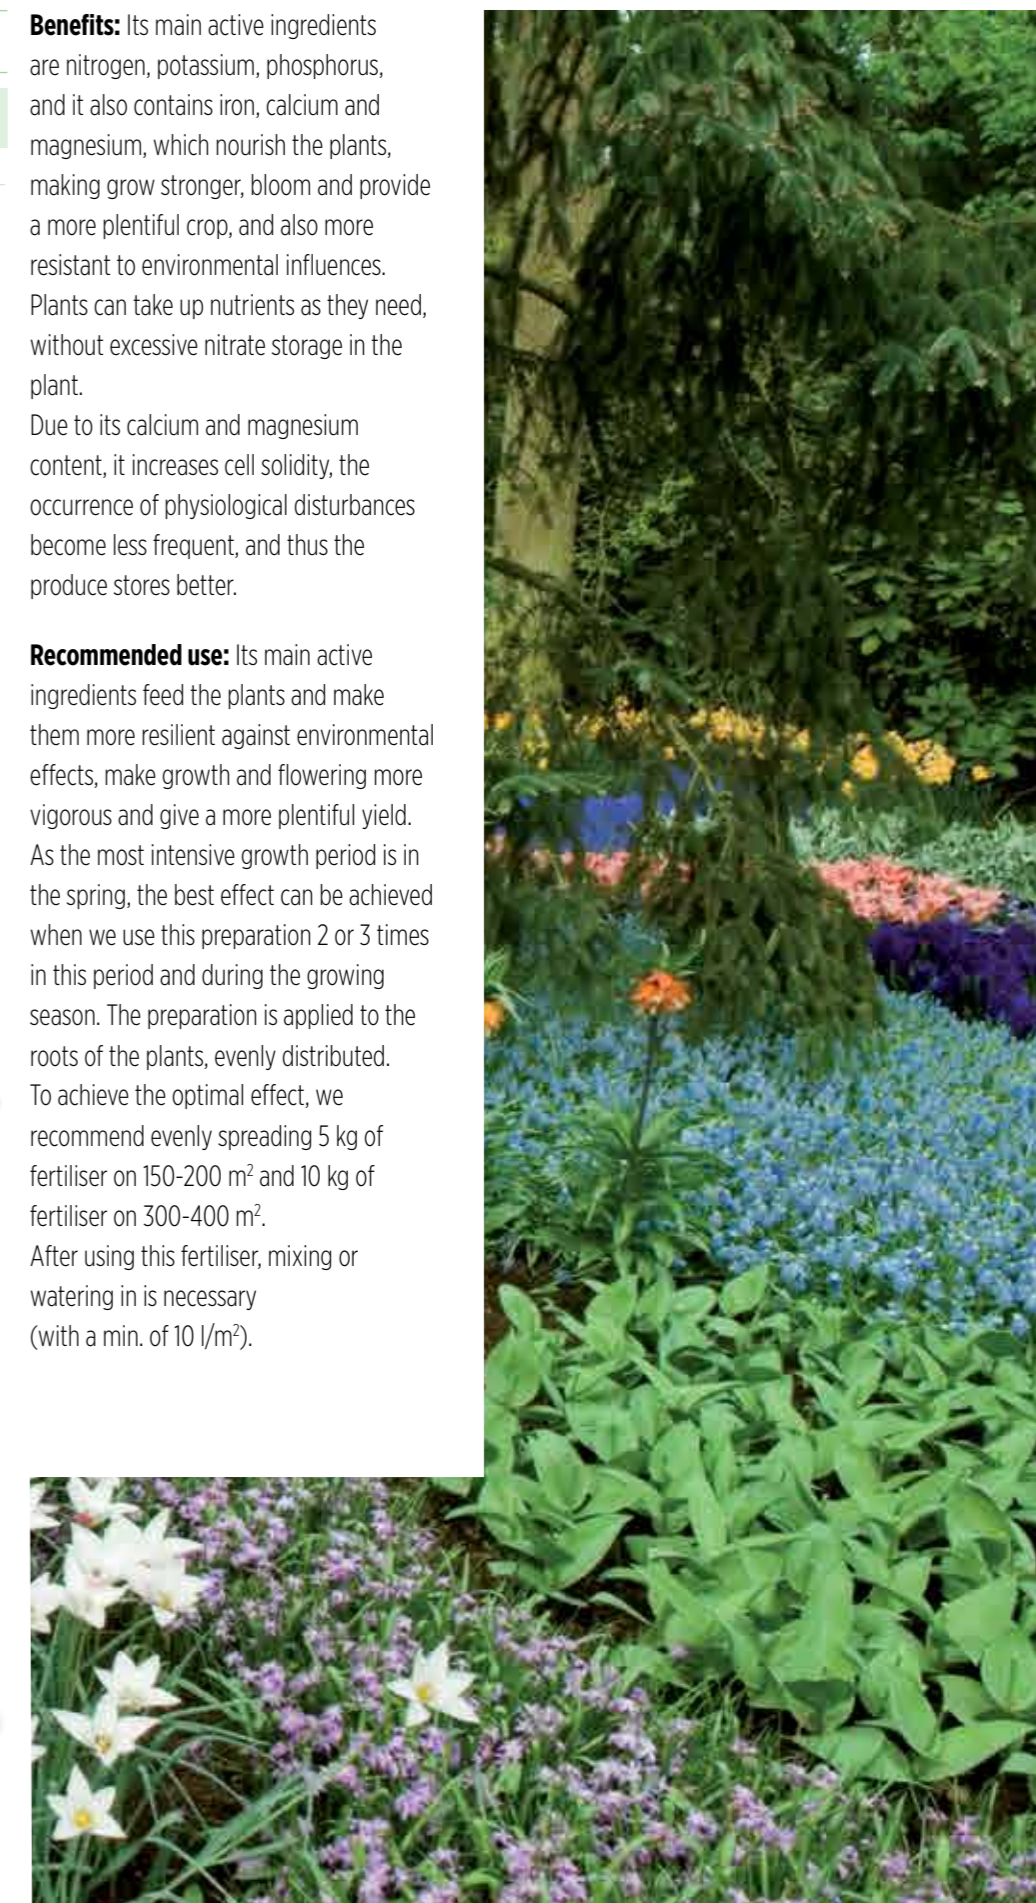 Benefits: Its main active ingredients
are nitrogen, potassium, phosphorus,
and it also contains iron, calcium and
magnesium, which nourish the plants,
making grow stronger, bloom and provide
a more plentiful crop, and also more
resistant to environmental influences.
Plants can take up nutrients as they need,
without excessive nitrate storage in the
plant.
Due to its calcium and magnesium
content, it increases cell solidity, the
occurrence of physiological disturbances
become less frequent, and thus the
produce stores better.
Recommended use: Its main active
ingredients feed the plants and make
them more resilient against environmental
effects, make growth and flowering more
vigorous and give a more plentiful yield.
As the most intensive growth period is in
the spring, the best effect can be achieved
when we use this preparation 2 or 3 times
in this period and during the growing
season. The preparation is applied to the
roots of the plants, evenly distributed.
To achieve the optimal effect, we
recommend evenly spreading 5 kg of
fertiliser on 150-200 m² and 10 kg of
fertiliser on 300-400 m².
After using this fertiliser, mixing or
watering in is necessary
(with a min. of 10 l/m²).